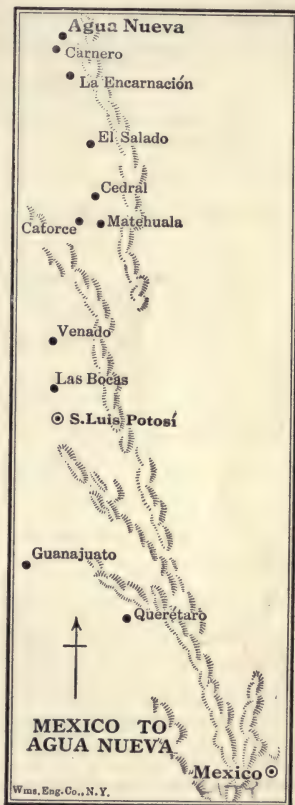 Agua Nueva
Carnero
La Encarnación
El Salado
Cedral
Catorce
Matehuala
Venado
Las Bocas
S. Luis Potosí
Guanajuato
Querétaro
MEXICO TO
AGUA NUEVA
Mexico
Wms. Eng. Co., N. Y.